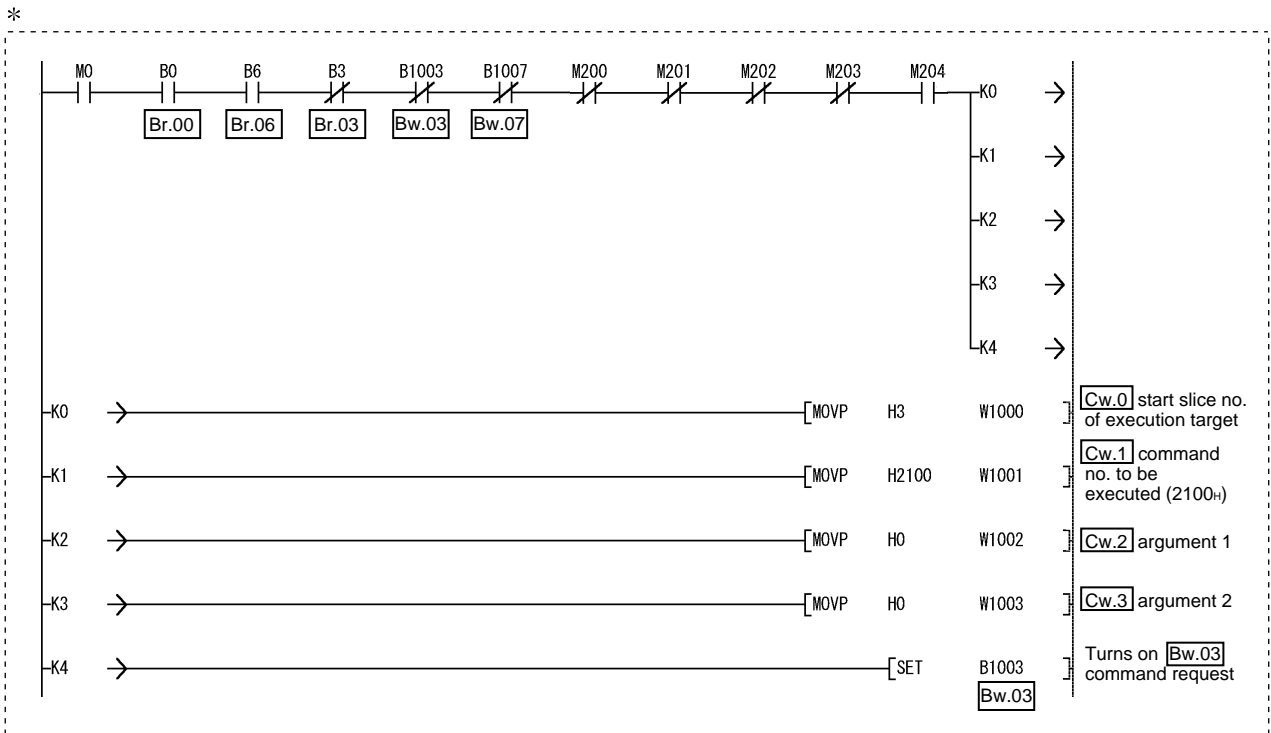 *
M0 B0 B6 B3 B1003 B1007 M200 M201 M202 M203 M204
K0
Br.00 Br.06 Br.03 Bw.03 Bw.07
K1
K2
K3
K4
K0 [MOVP H3 W1000 ] Cw.0 start slice no.
of execution target
K1 [MOVP H2100 W1001 ] Cw.1 command
no. to be
executed (2100H)
K2 [MOVP H0 W1002 ] Cw.2 argument 1
K3 [MOVP H0 W1003 ] Cw.3 argument 2
K4 [SET B1003 ] Turns on Bw.03
command request
Bw.03